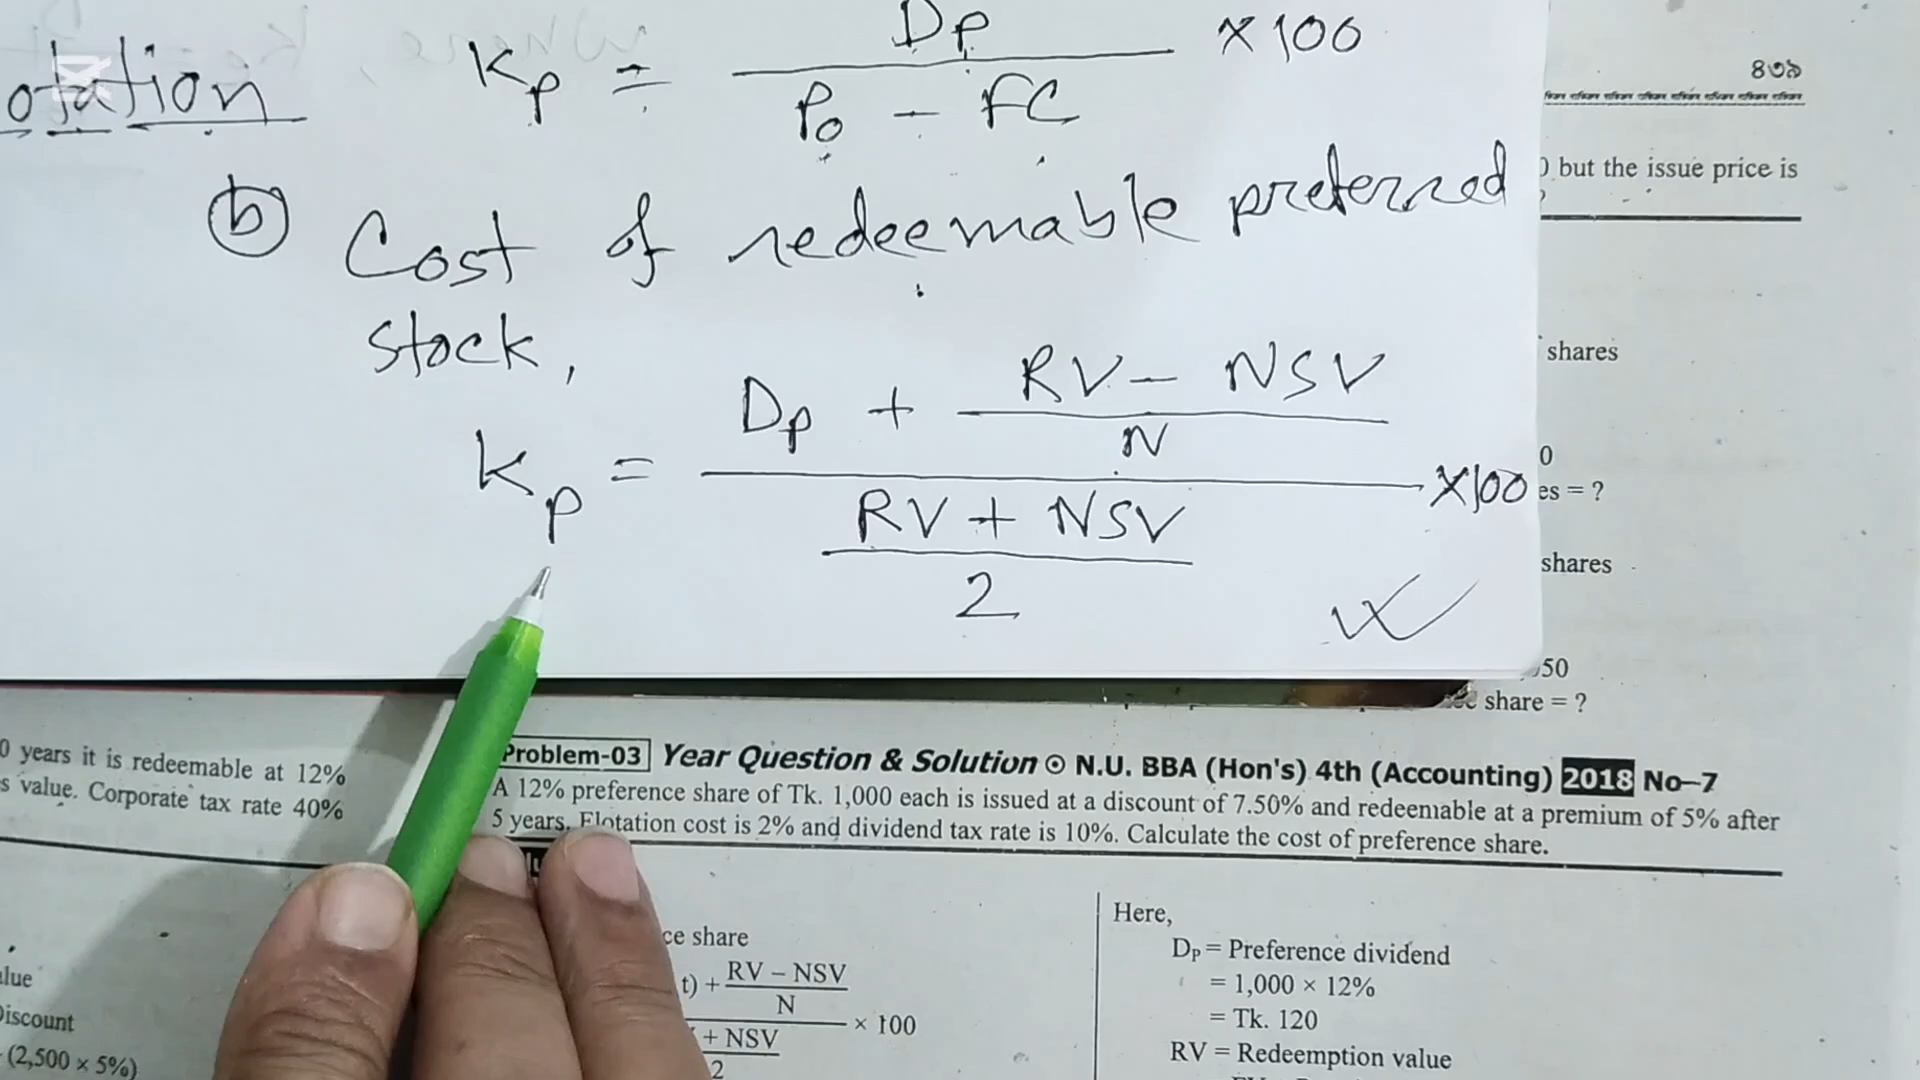 otation
Kp = Dp / Po - FC × 100
ⓑ Cost of redeemable preferred
stock,
Kp = Dp + RV - NSV / N / RV + NSV / 2 × 100
৪৩৯
0 but the issue price is
shares
0
es = ?
shares
50
share = ?
0 years it is redeemable at 12%
s value. Corporate tax rate 40%
Problem-03 Year Question & Solution ⊙ N.U. BBA (Hon's) 4th (Accounting) 2018 No–7
A 12% preference share of Tk. 1,000 each is issued at a discount of 7.50% and redeemable at a premium of 5% after
5 years. Flotation cost is 2% and dividend tax rate is 10%. Calculate the cost of preference share.
ce share
t) + RV – NSV / N
+ NSV / 2 × 100
Here,
DP = Preference dividend
= 1,000 × 12%
= Tk. 120
RV = Redemption value
lue
Discount
(2,500 × 5%)